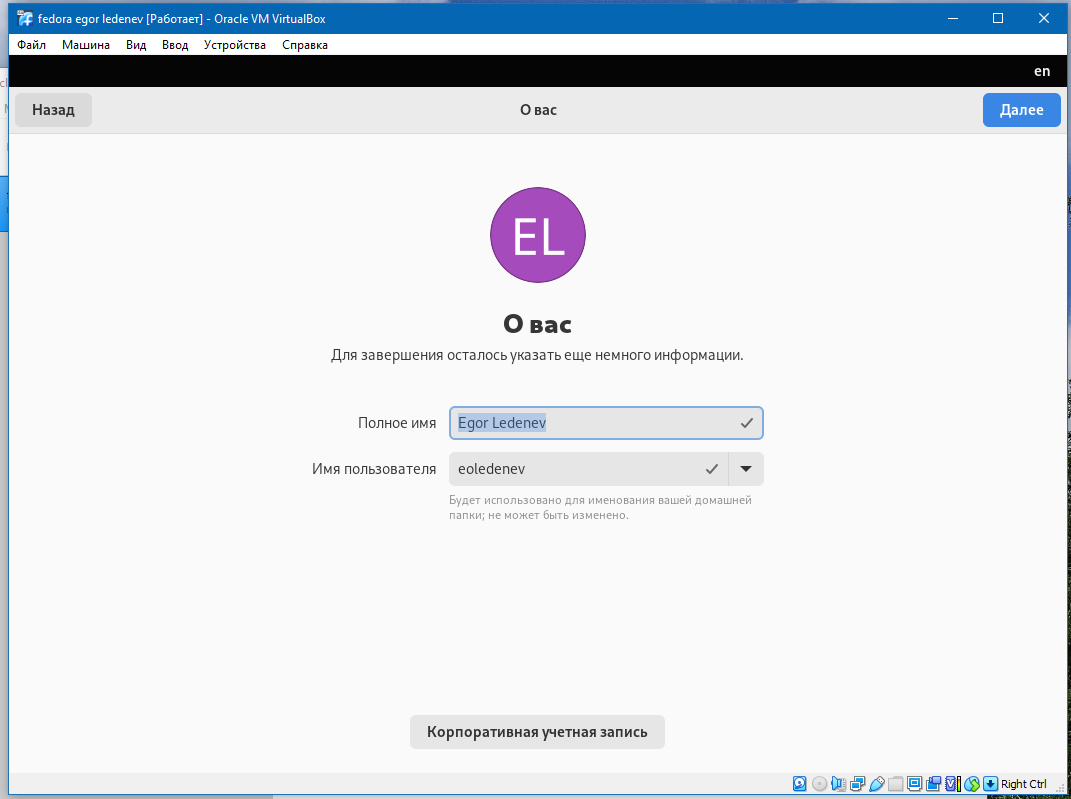 fedora egor ledenev [Работает] - Oracle VM VirtualBox
Файл Машина Вид Ввод Устройства Справка
en
Назад О вас Далее
EL
О вас
Для завершения осталось указать еще немного информации.
Полное имя Egor Ledenev
Имя пользователя eoledenev
Будет использовано для именования вашей домашней
папки; не может быть изменено.
Корпоративная учетная запись
Right Ctrl